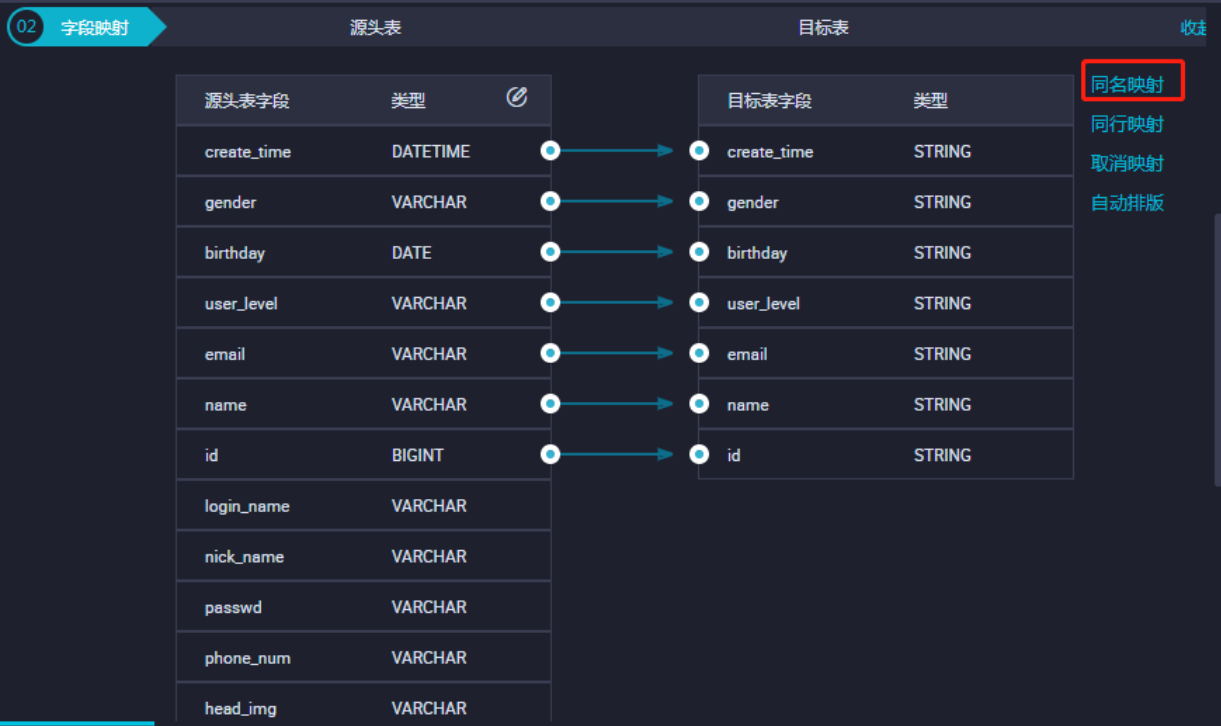 02 字段映射 源头表 目标表 收起
源头表字段 类型 目标表字段 类型 同名映射
create_time DATETIME create_time STRING 同行映射
gender VARCHAR gender STRING 取消映射
自动排版
birthday DATE birthday STRING
user_level VARCHAR user_level STRING
email VARCHAR email STRING
name VARCHAR name STRING
id BIGINT id STRING
login_name VARCHAR
nick_name VARCHAR
passwd VARCHAR
phone_num VARCHAR
head_img VARCHAR